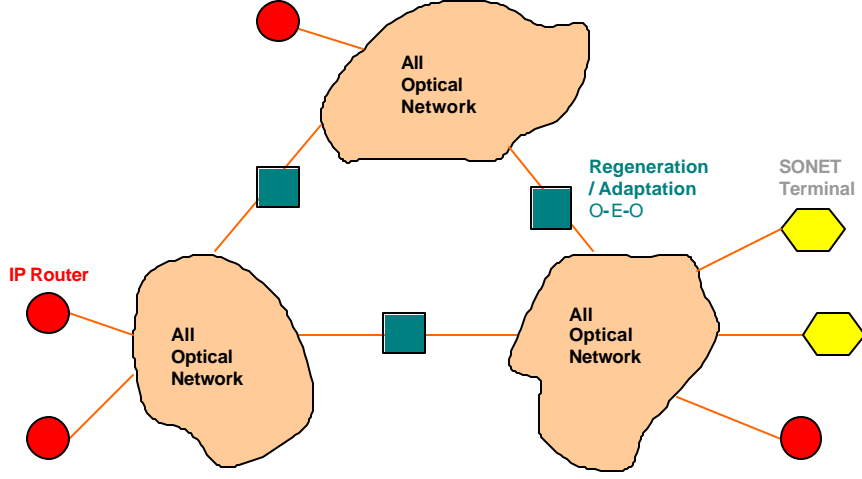 All
Optical
Network
Regeneration
/ Adaptation
O-E-O
SONET
Terminal
IP Router
All
Optical
Network
All
Optical
Network